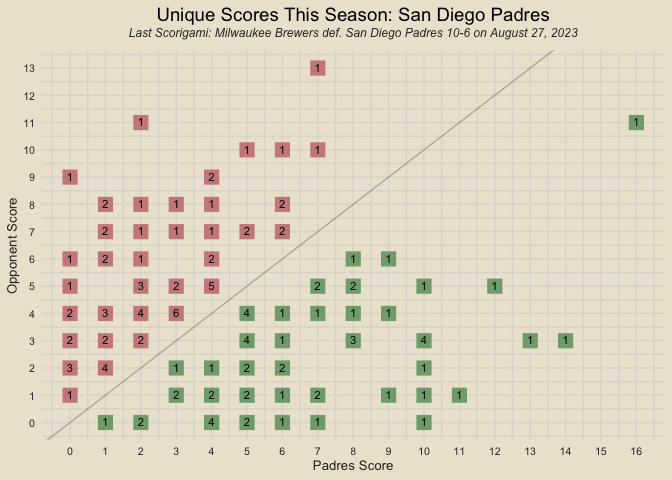 Unique Scores This Season: San Diego Padres
Last Scorigami: Milwaukee Brewers def. San Diego Padres 10-6 on August 27, 2023
13 1
12
11 1 1
10 1 1 1
9 1 2
8 2 1 1 1 2
7 2 1 1 1 2 2
6 1 2 1 2 1 1
5 1 3 2 5 2 2 1 1
4 2 3 4 6 4 1 1 1 1
3 2 2 2 4 1 3 4 1 1
2 3 4 1 1 2 2 1
1 1 2 2 2 1 2 1 1 1
0 1 2 4 2 1 1 1
0 1 2 3 4 5 6 7 8 9 10 11 12 13 14 15 16
Padres Score
Opponent Score